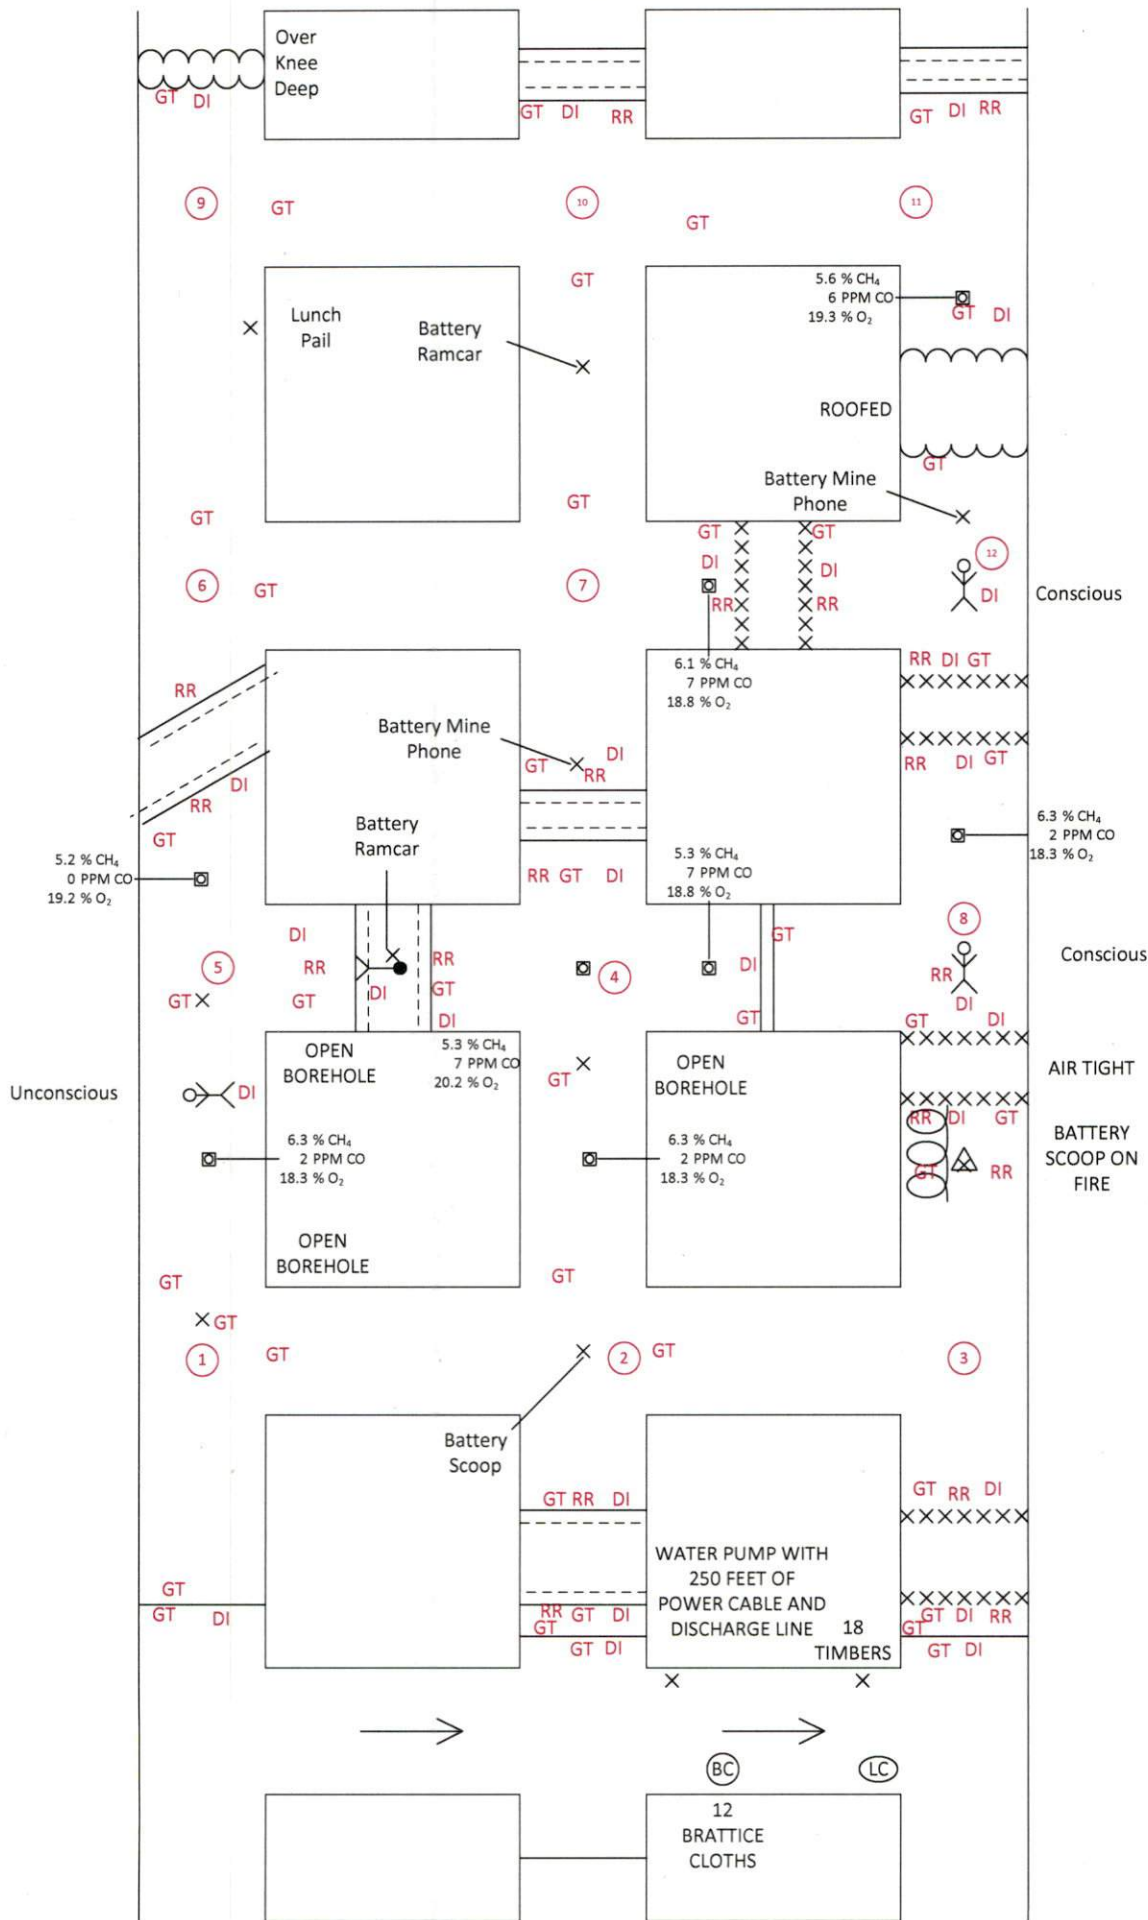 Over
Knee
Deep
GT DI
GT DI RR
GT DI RR
9
GT
10
11
GT
GT
5.6 % CH₄
6 PPM CO
19.3 % O₂
GT DI
Lunch
Pail
Battery
Ramcar
ROOFED
GT
Battery Mine
Phone
GT
GT
GT
GT
12
DI
DI
6
GT
7
RR
RR
DI
Conscious
6.1 % CH₄
7 PPM CO
18.8 % O₂
RR DI GT
RR
Battery Mine
Phone
GT
RR
DI
RR DI GT
DI
RR
GT
Battery
Ramcar
6.3 % CH₄
2 PPM CO
18.3 % O₂
5.2 % CH₄
0 PPM CO
19.2 % O₂
RR GT DI
5.3 % CH₄
7 PPM CO
18.8 % O₂
DI
GT
8
5
RR
RR
4
DI
RR
Conscious
GT
GT
DI
GT
DI
GT
DI
GT
DI
OPEN
BOREHOLE
5.3 % CH₄
7 PPM CO
20.2 % O₂
GT
OPEN
BOREHOLE
AIR TIGHT
Unconscious
DI
RR DI GT
BATTERY
SCOOP ON
FIRE
6.3 % CH₄
2 PPM CO
18.3 % O₂
6.3 % CH₄
2 PPM CO
18.3 % O₂
GT
RR
OPEN
BOREHOLE
GT
GT
GT
1
GT
2
GT
3
Battery
Scoop
GT RR DI
GT RR DI
WATER PUMP WITH
250 FEET OF
POWER CABLE AND
DISCHARGE LINE
18
TIMBERS
GT
GT DI
RR GT DI
GT
GT DI
GT DI RR
GT
GT DI
BC
LC
12
BRATTICE
CLOTHS